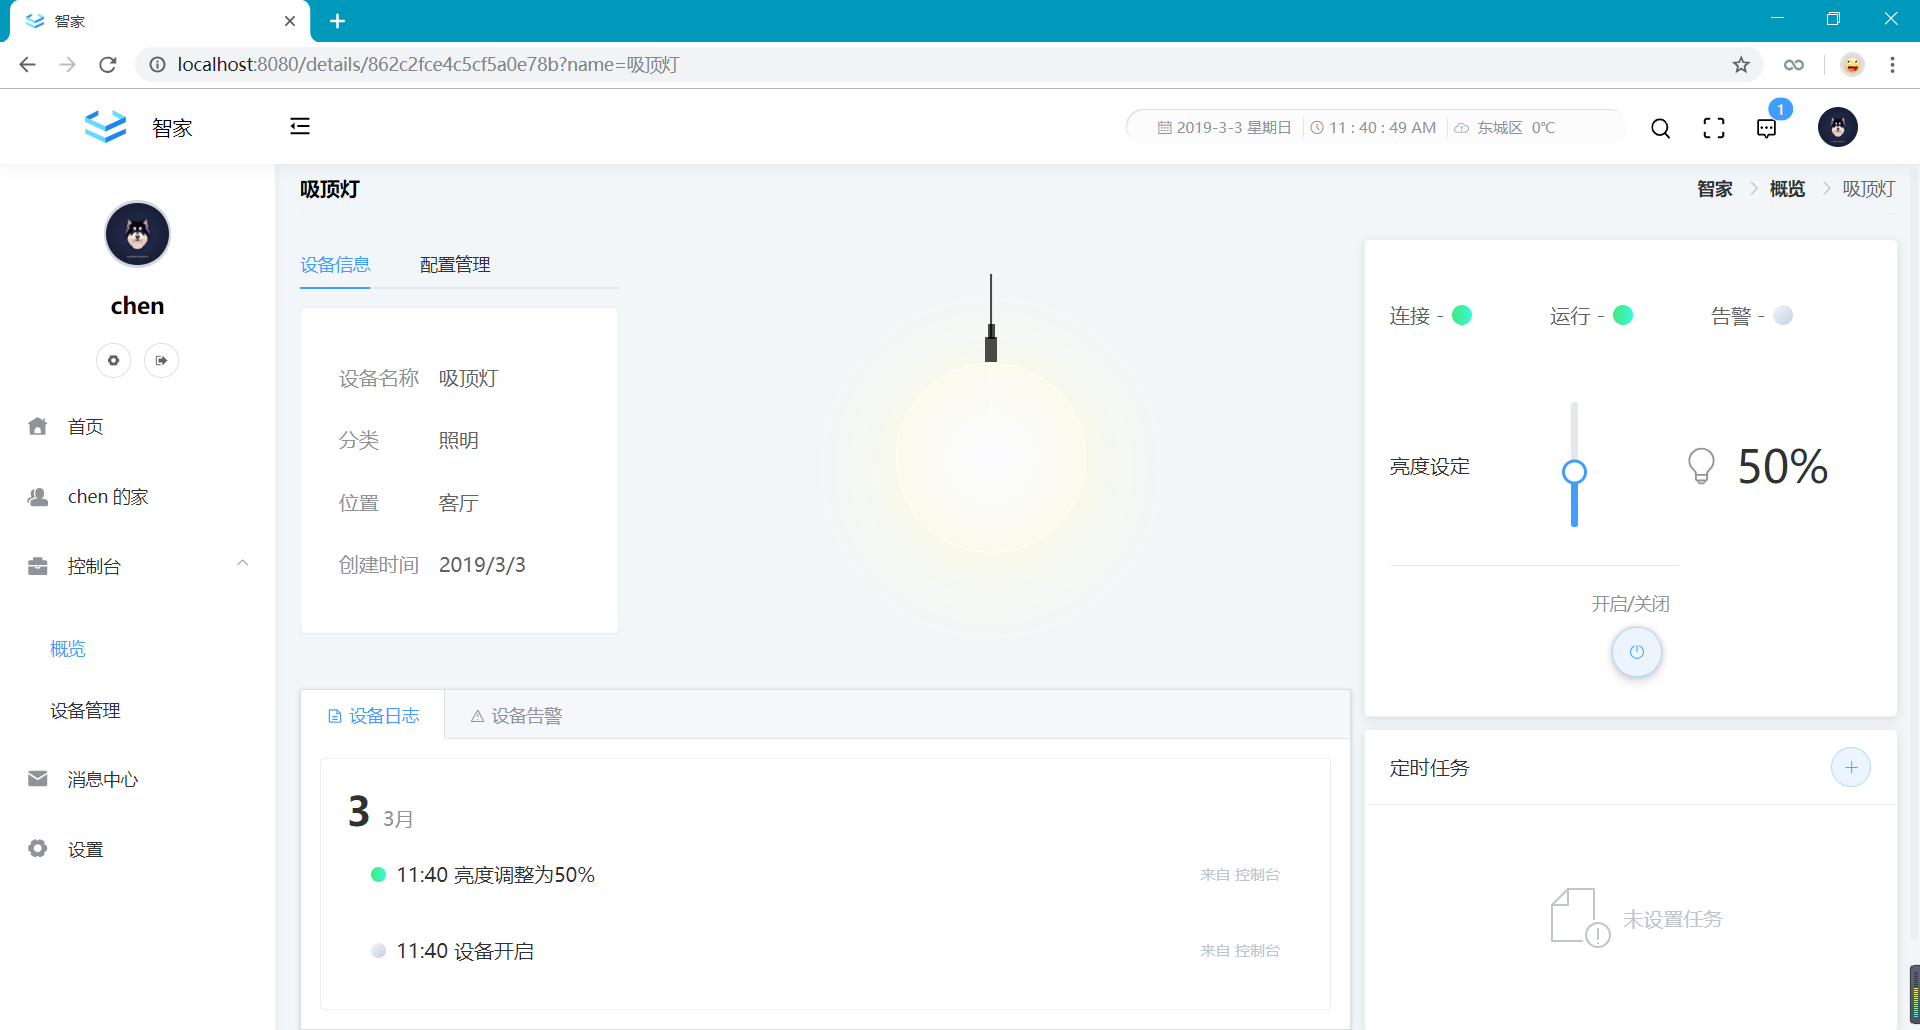 智家
localhost:8080/details/862c2fce4c5cf5a0e78b?name=吸顶灯
智家
2019-3-3 星期日 11 : 40 : 49 AM 东城区 0℃
1
chen
首页
chen 的家
控制台
概览
设备管理
消息中心
设置
吸顶灯
智家 概览 吸顶灯
设备信息 配置管理
设备名称 吸顶灯
分类 照明
位置 客厅
创建时间 2019/3/3
连接 - 运行 - 告警 -
亮度设定 50%
开启/关闭
设备日志 设备告警
3 3月
11:40 亮度调整为50% 来自 控制台
11:40 设备开启 来自 控制台
定时任务
未设置任务